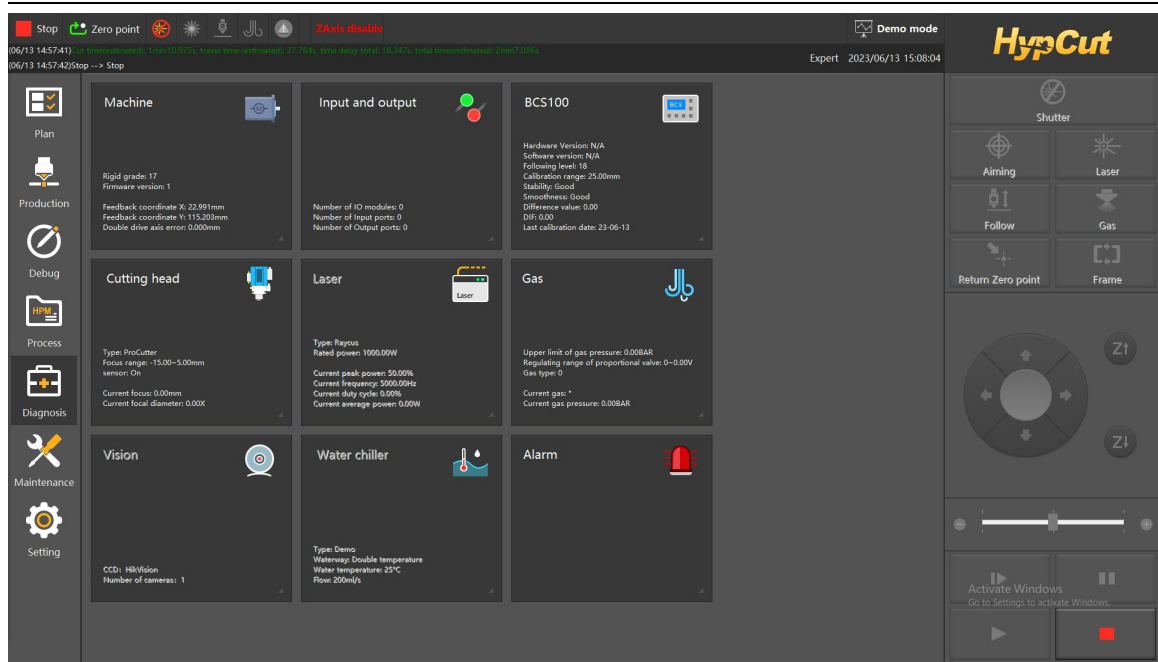 Stop
Zero point
ZAxis disable
Demo mode
HypCut
(06/13 14:57:41)Cut time(estimated): 1min10.975s, travel time (estimated): 37.764s, time delay total: 18.347s, total time(estimated): 2min7.086s
(06/13 14:57:42)Stop --> Stop
Expert 2023/06/13 15:08:04
Plan
Production
Debug
HPM
Process
Diagnosis
Maintenance
Setting
Machine
Rigid grade: 17
Firmware version: 1
Feedback coordinate X: 22.991mm
Feedback coordinate Y: 115.203mm
Double drive axis error: 0.000mm
Input and output
Number of IO modules: 0
Number of Input ports: 0
Number of Output ports: 0
BCS100
BCS
Hardware Version: N/A
Software version: N/A
Following level: 18
Calibration range: 25.00mm
Stability: Good
Smoothness: Good
Difference value: 0.00
DIF: 0.00
Last calibration date: 23-06-13
Cutting head
Type: ProCutter
Focus range: -15.00~5.00mm
sensor: On
Current focus: 0.00mm
Current focal diameter: 0.00X
Laser
Laser
Type: Raycus
Rated power: 1000.00W
Current peak power: 50.00%
Current frequency: 5000.00Hz
Current duty cycle: 0.00%
Current average power: 0.00W
Gas
Upper limit of gas pressure: 0.00BAR
Regulating range of proportional valve: 0~0.00V
Gas type: 0
Current gas: *
Current gas pressure: 0.00BAR
Vision
CCD: HikVision
Number of cameras: 1
Water chiller
Type: Demo
Waterway: Double temperature
Water temperature: 25°C
Flow: 200ml/s
Alarm
Shutter
Aiming
Laser
Follow
Gas
Return Zero point
Frame
Z↑
Z↓
Activate Windows
Go to Settings to activate Windows.